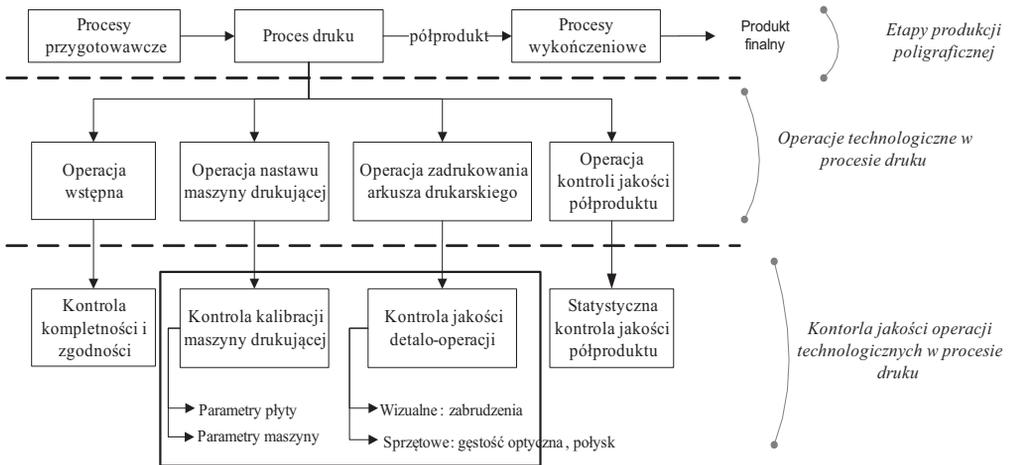 Procesy
przygotowawcze
Proces druku
półprodukt
Procesy
wykończeniowe
Produkt
finalny
Etapy produkcji
poligraficznej
Operacja
wstępna
Operacja nastawu
maszyny drukującej
Operacja zadrukowania
arkusza drukarskiego
Operacja
kontroli jakości
półproduktu
Operacje technologiczne w
procesie druku
Kontrola
kompletności i
zgodności
Kontrola kalibracji
maszyny drukującej
Kontrola jakości
detalo-operacji
Statystyczna
kontrola jakości
półproduktu
Kontorla jakości operacji
technologicznych w procesie
druku
Parametry płyty
Parametry maszyny
Wizualne : zabrudzenia
Sprzętowe: gęstość optyczna , połysk